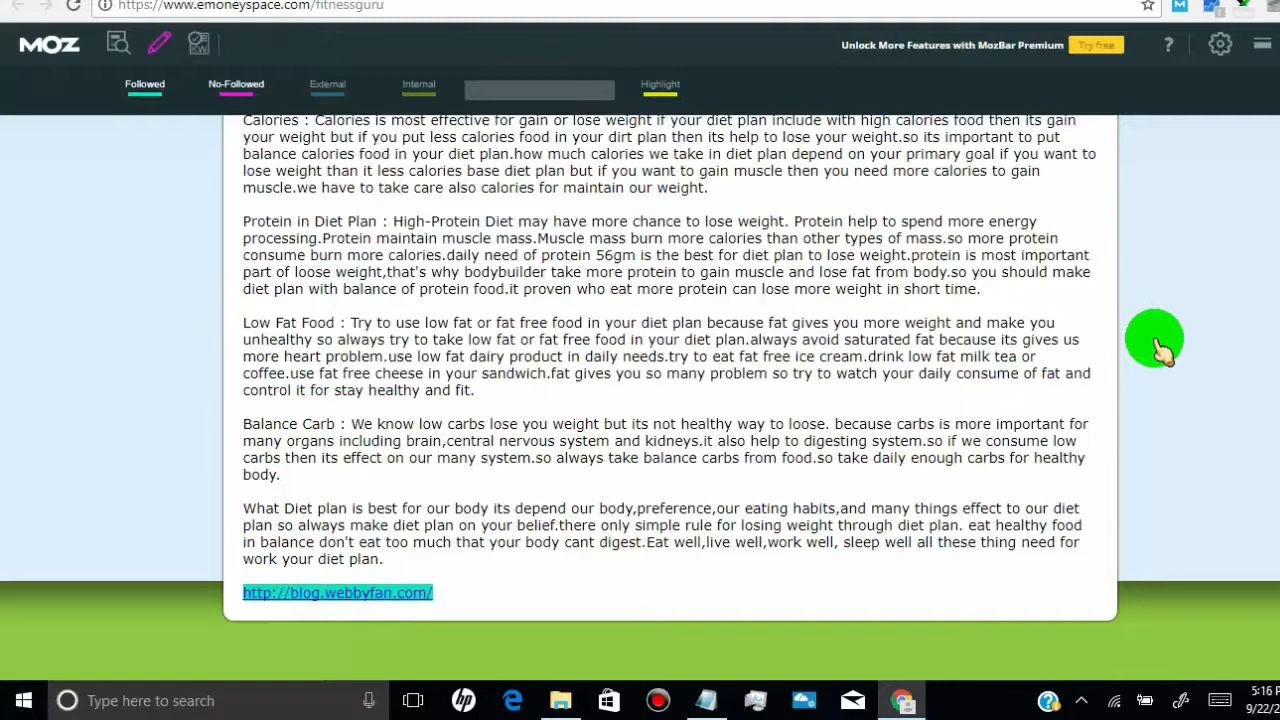 https://www.emoneyspace.com/fitnessguru
MOZ
Unlock More Features with MozBar Premium
Try free
?
Followed
No-Followed
External
Internal
Highlight
Calories : Calories is most effective for gain or lose weight if your diet plan include with high calories food then its gain
your weight but if you put less calories food in your dirt plan then its help to lose your weight.so its important to put
balance calories food in your diet plan.how much calories we take in diet plan depend on your primary goal if you want to
lose weight than it less calories base diet plan but if you want to gain muscle then you need more calories to gain
muscle.we have to take care also calories for maintain our weight.
Protein in Diet Plan : High-Protein Diet may have more chance to lose weight. Protein help to spend more energy
processing.Protein maintain muscle mass.Muscle mass burn more calories than other types of mass.so more protein
consume burn more calories.daily need of protein 56gm is the best for diet plan to lose weight.protein is most important
part of loose weight,that's why bodybuilder take more protein to gain muscle and lose fat from body.so you should make
diet plan with balance of protein food.it proven who eat more protein can lose more weight in short time.
Low Fat Food : Try to use low fat or fat free food in your diet plan because fat gives you more weight and make you
unhealthy so always try to take low fat or fat free food in your diet plan.always avoid saturated fat because its gives us
more heart problem.use low fat dairy product in daily needs.try to eat fat free ice cream.drink low fat milk tea or
coffee.use fat free cheese in your sandwich.fat gives you so many problem so try to watch your daily consume of fat and
control it for stay healthy and fit.
Balance Carb : We know low carbs lose you weight but its not healthy way to loose. because carbs is more important for
many organs including brain,central nervous system and kidneys.it also help to digesting system.so if we consume low
carbs then its effect on our many system.so always take balance carbs from food.so take daily enough carbs for healthy
body.
What Diet plan is best for our body its depend our body,preference,our eating habits,and many things effect to our diet
plan so always make diet plan on your belief.there only simple rule for losing weight through diet plan. eat healthy food
in balance don't eat too much that your body cant digest.Eat well,live well,work well, sleep well all these thing need for
work your diet plan.
http://blog.webbyfan.com/
Type here to search
5:16 P
9/22/2